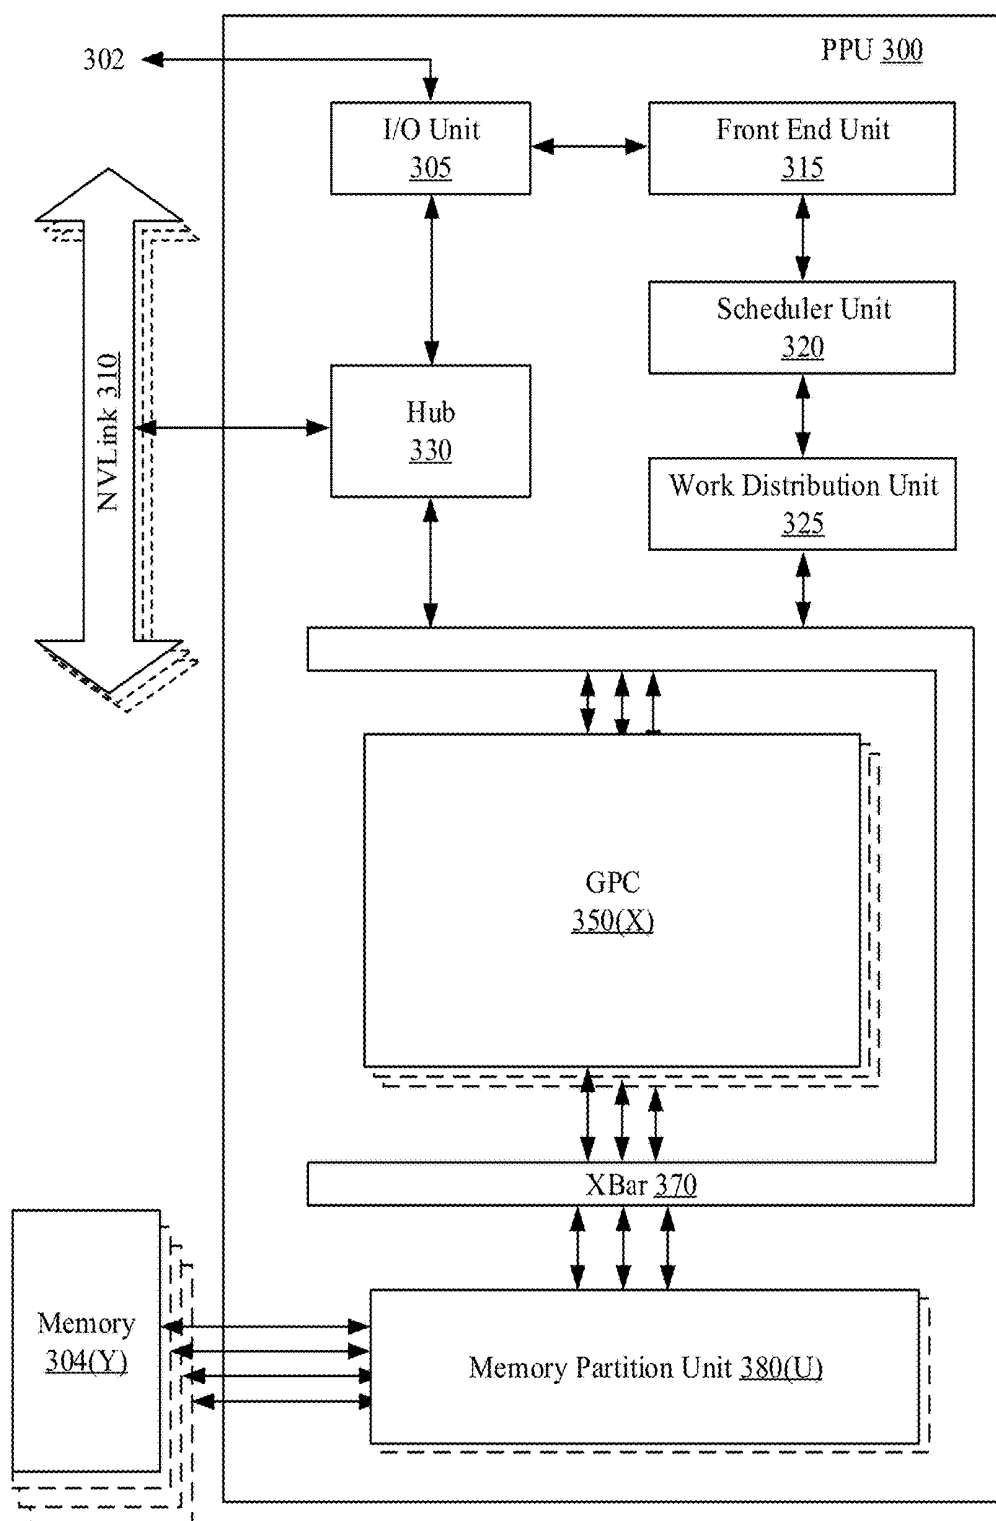 PPU 300
302
I/O Unit
305
Front End Unit
315
Scheduler Unit
320
NVLink 310
Hub
330
Work Distribution Unit
325
GPC
350(X)
XBar 370
Memory
304(Y)
Memory Partition Unit 380(U)